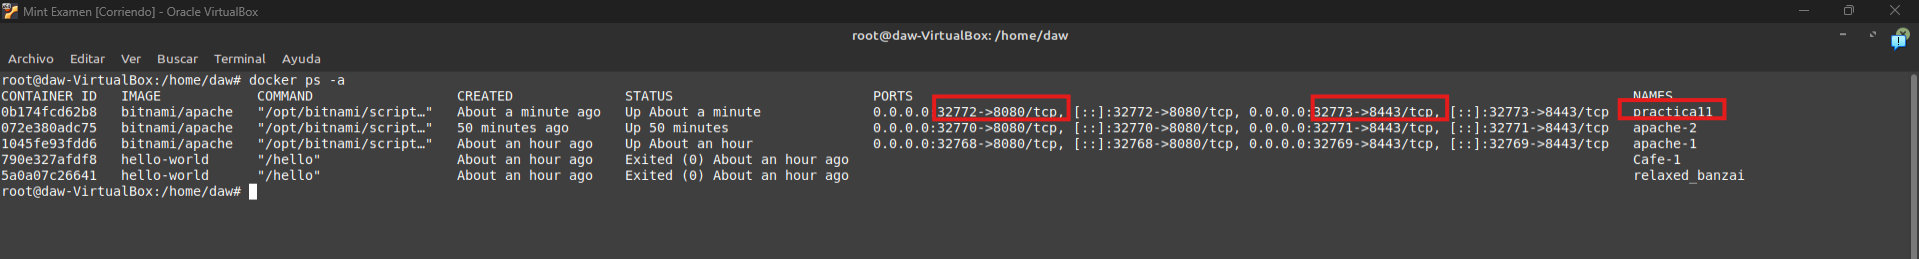 Mint Examen [Corriendo] - Oracle VirtualBox
root@daw-VirtualBox: /home/daw
Archivo Editar Ver Buscar Terminal Ayuda
root@daw-VirtualBox:/home/daw# docker ps -a
CONTAINER ID IMAGE COMMAND CREATED STATUS PORTS NAMES
0b174fcd62b8 bitnami/apache "/opt/bitnami/script…" About a minute ago Up About a minute 0.0.0.0:32772->8080/tcp, [::]:32772->8080/tcp, 0.0.0.0:32773->8443/tcp, [::]:32773->8443/tcp practica11
072e380adc75 bitnami/apache "/opt/bitnami/script…" 50 minutes ago Up 50 minutes 0.0.0.0:32770->8080/tcp, [::]:32770->8080/tcp, 0.0.0.0:32771->8443/tcp, [::]:32771->8443/tcp apache-2
1045fe93fdd6 bitnami/apache "/opt/bitnami/script…" About an hour ago Up About an hour 0.0.0.0:32768->8080/tcp, [::]:32768->8080/tcp, 0.0.0.0:32769->8443/tcp, [::]:32769->8443/tcp apache-1
790e327afdf8 hello-world "/hello" About an hour ago Exited (0) About an hour ago Cafe-1
5a0a07c26641 hello-world "/hello" About an hour ago Exited (0) About an hour ago relaxed_banzai
root@daw-VirtualBox:/home/daw#